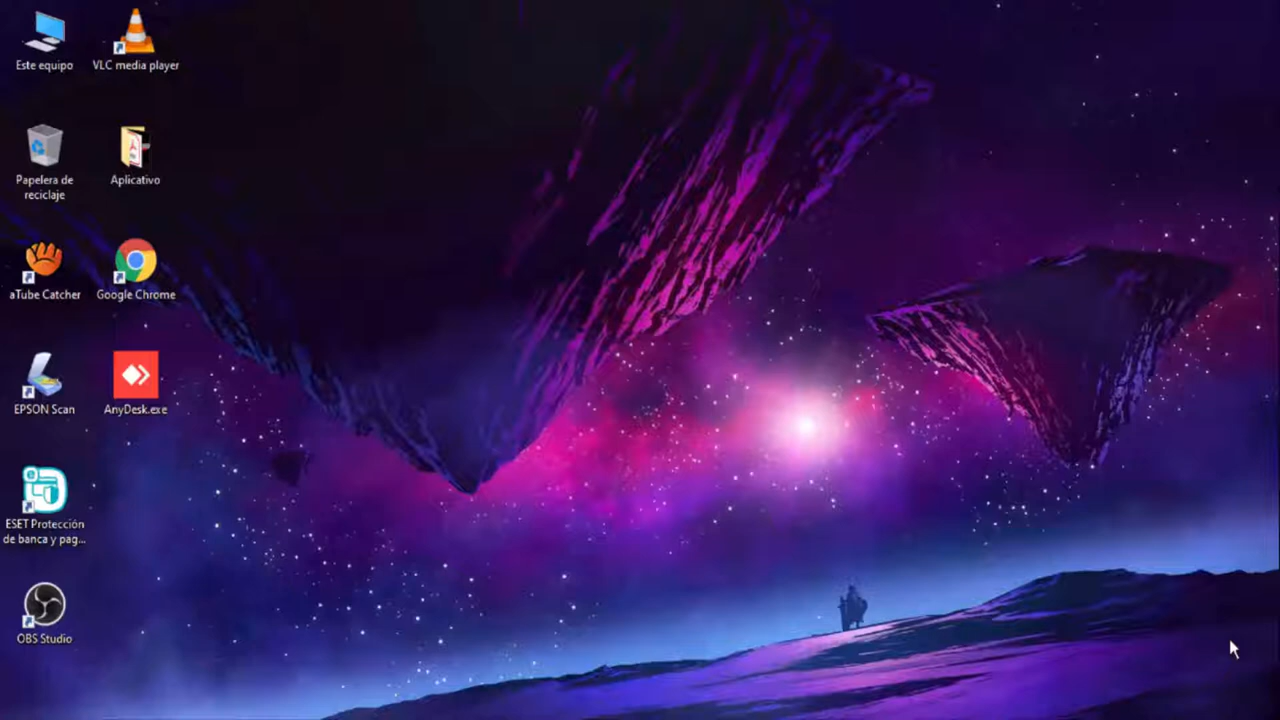 Este equipo
VLC media player
Papelera de
reciclaje
Aplicativo
aTube Catcher
Google Chrome
EPSON Scan
AnyDesk.exe
ESET Protección
de banca y pag...
OBS Studio